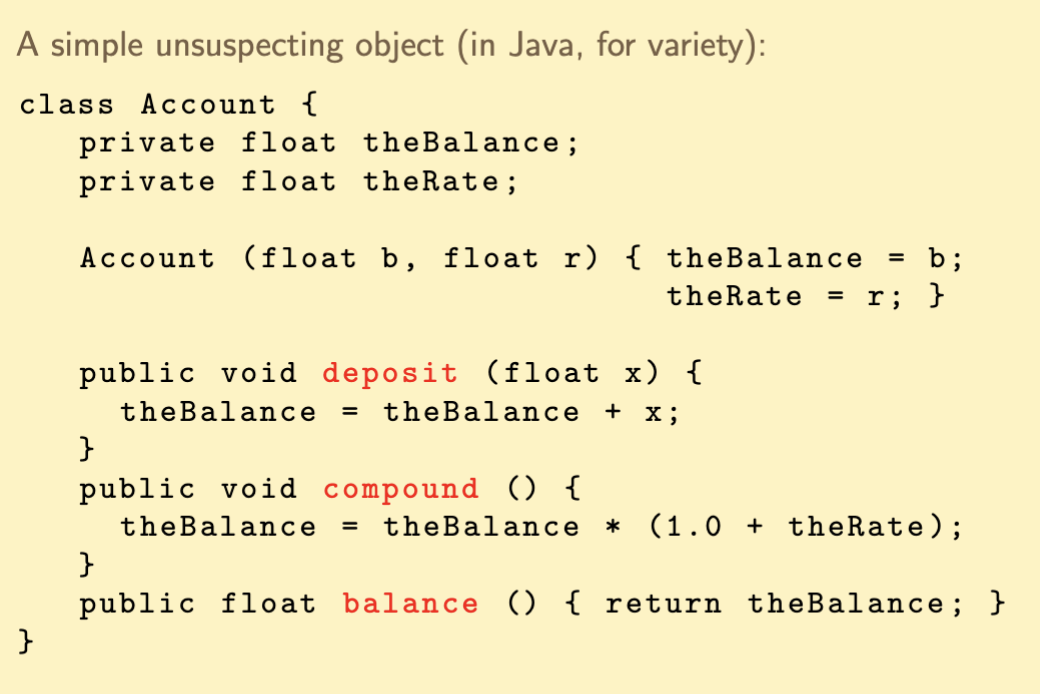 A simple unsuspecting object (in Java, for variety):
class Account {
   private float theBalance;
   private float theRate;

   Account (float b, float r) { theBalance = b;
                                theRate = r; }

   public void deposit (float x) {
     theBalance = theBalance + x;
   }
   public void compound () {
     theBalance = theBalance * (1.0 + theRate);
   }
   public float balance () { return theBalance; }
}